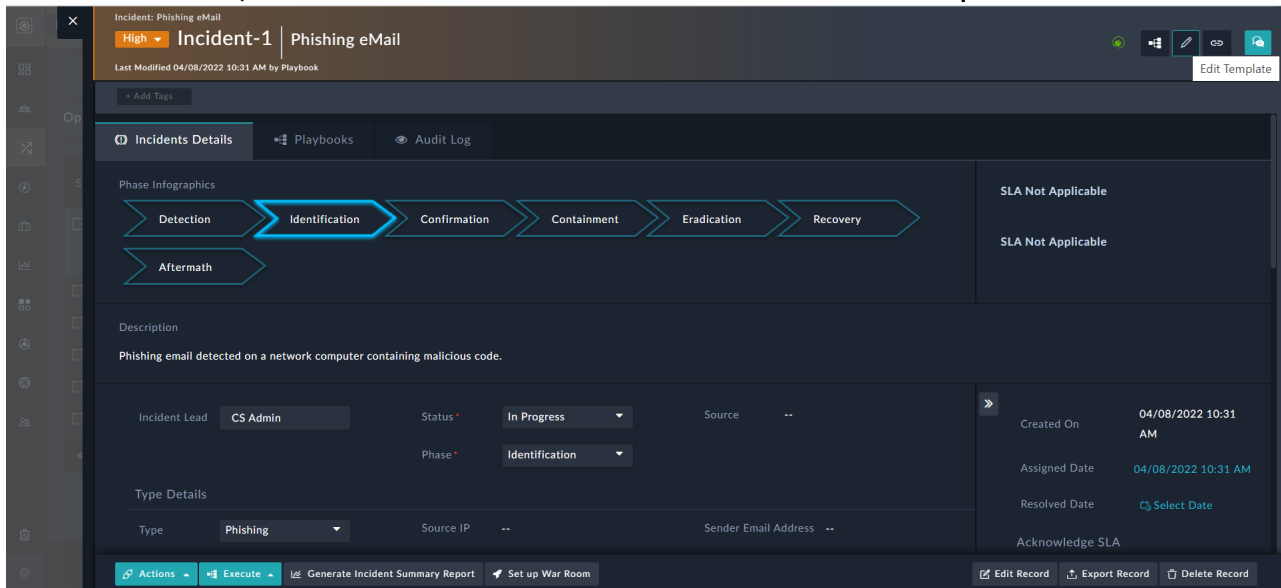 Incident: Phishing eMail
High Incident-1 Phishing eMail
Last Modified 04/08/2022 10:31 AM by Playbook
Edit Template
+ Add Tags
Op
Incidents Details Playbooks Audit Log
S
Phase Infographics
Detection Identification Confirmation Containment Eradication Recovery
Aftermath
SLA Not Applicable
SLA Not Applicable
Description
Phishing email detected on a network computer containing malicious code.
Incident Lead CS Admin Status* In Progress Source --
Phase* Identification
Created On 04/08/2022 10:31 AM
Assigned Date 04/08/2022 10:31 AM
Resolved Date Select Date
Acknowledge SLA
Type Details
Type Phishing Source IP -- Sender Email Address --
Actions Execute Generate Incident Summary Report Set up War Room Edit Record Export Record Delete Record